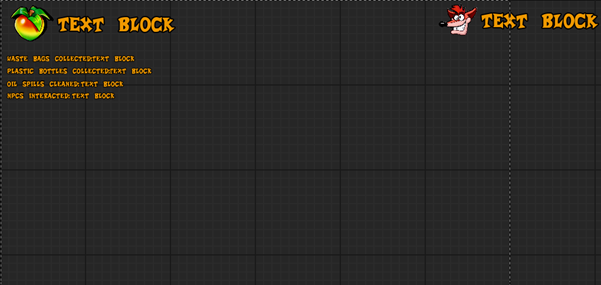 TEXT BLOCK
TEXT BLOCK
WASTE BAGS COLLECTED:TEXT BLOCK
PLASTIC BOTTLES COLLECTED:TEXT BLOCK
OIL SPILLS CLEANED: TEXT BLOCK
NPCS INTERACTED: TEXT BLOCK